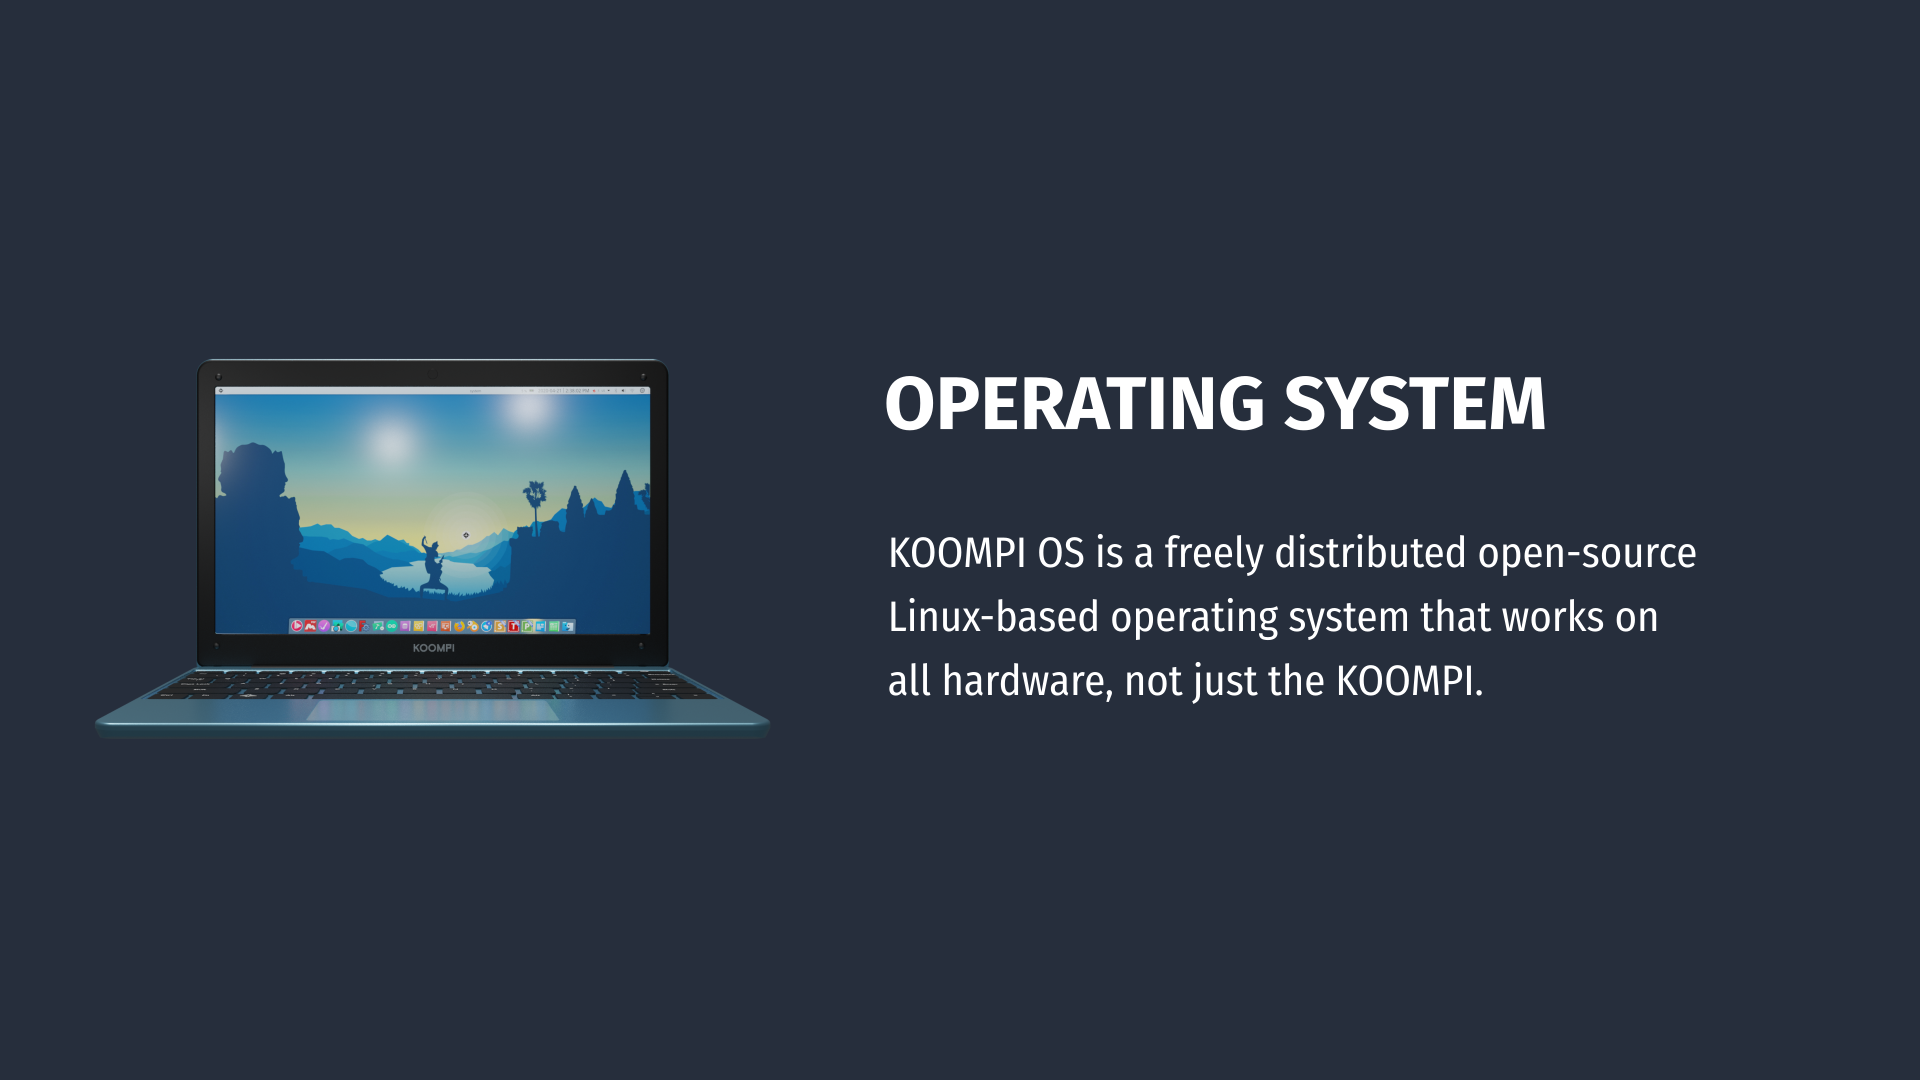 OPERATING SYSTEM
KOOMPI OS is a freely distributed open-source
Linux-based operating system that works on
all hardware, not just the KOOMPI.
KOOMPI